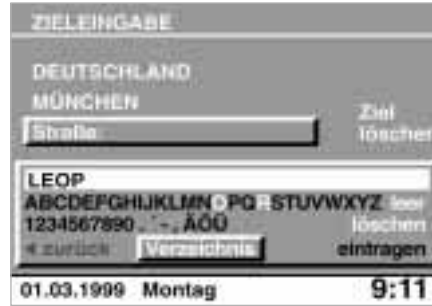 ZIELEINGABE
DEUTSCHLAND
MÜNCHEN
Straße
Ziel löschen
LEOP
ABCDEFGHIJKLMNOPQRSTUVWXYZ leer
1234567890.´-,ÄÖÜ löschen
zurück Verzeichnis eintragen
01.03.1999 Montag 9:11